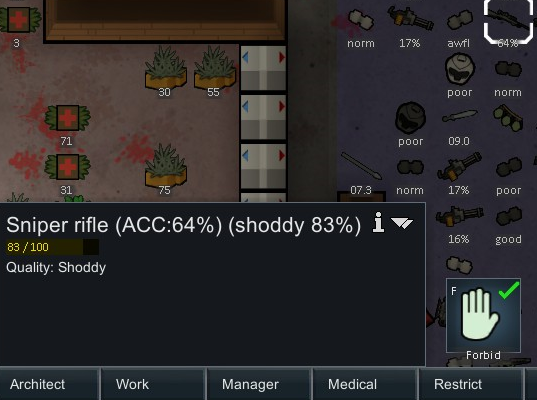 3
norm 17% awfl 64%
30 55
poor norm
71
poor 09.0
31 75
07.3 norm 17% poor
Sniper rifle (ACC:64%) (shoddy 83%)
83 / 100
Quality: Shoddy
16% good
F
Forbid
Architect Work Manager Medical Restrict